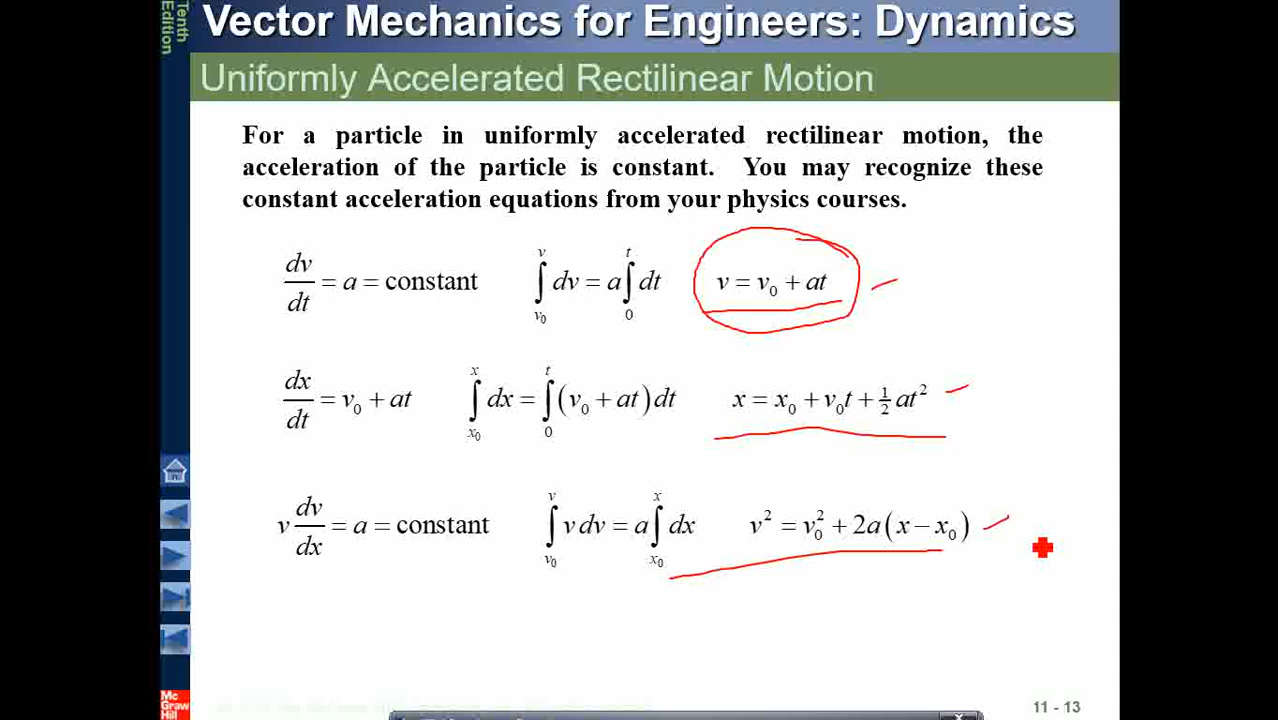 Tenth
Edition
Vector Mechanics for Engineers: Dynamics
Uniformly Accelerated Rectilinear Motion
For a particle in uniformly accelerated rectilinear motion, the
acceleration of the particle is constant. You may recognize these
constant acceleration equations from your physics courses.
dv/dt = a = constant ∫_{v₀}^{v} dv = a∫_{0}^{t} dt v = v₀ + at
dx/dt = v₀ + at ∫_{x₀}^{x} dx = ∫_{0}^{t} (v₀ + at) dt x = x₀ + v₀t + ½at²
v dv/dx = a = constant ∫_{v₀}^{v} v dv = a∫_{x₀}^{x} dx v² = v₀² + 2a(x − x₀)
Mc
Graw
Hill
11 - 13